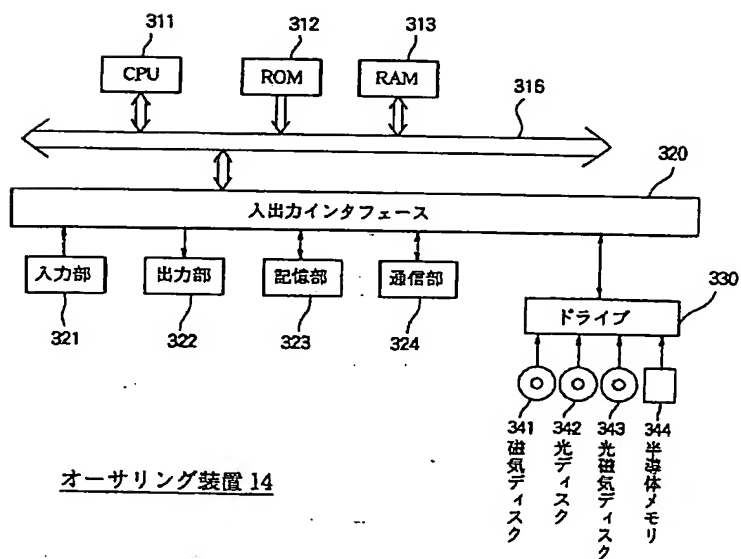 311
312
313
CPU
ROM
RAM
316
320
入出力インタフェース
入力部
出力部
記憶部
通信部
321
322
323
324
330
ドライブ
341
342
343
344
磁気ディスク
光ディスク
光磁気ディスク
半導体メモリ
オーサリング装置 14